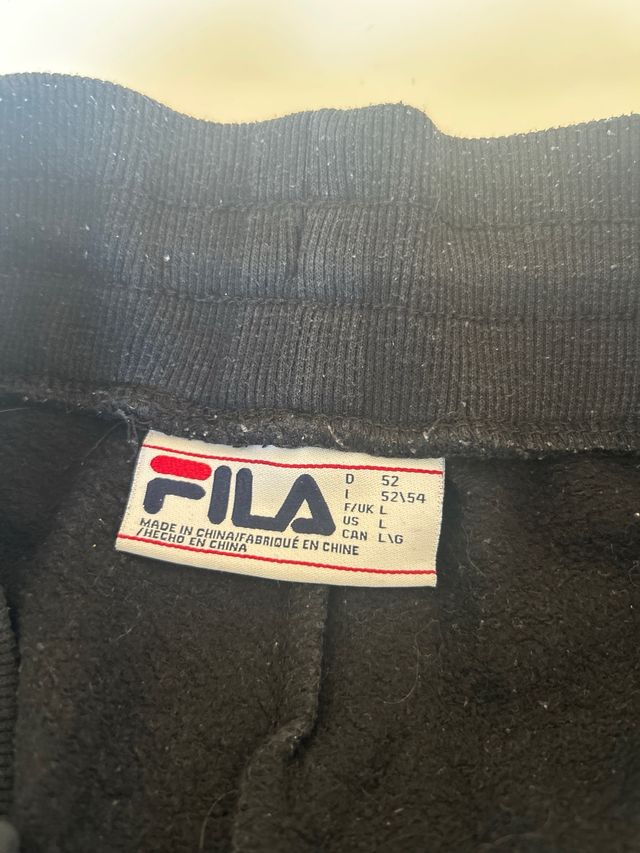 FILA
MADE IN CHINA/FABRIQUÉ EN CHINE
/HECHO EN CHINA
D 52
I 52\54
F/UK L
US L
CAN L\G